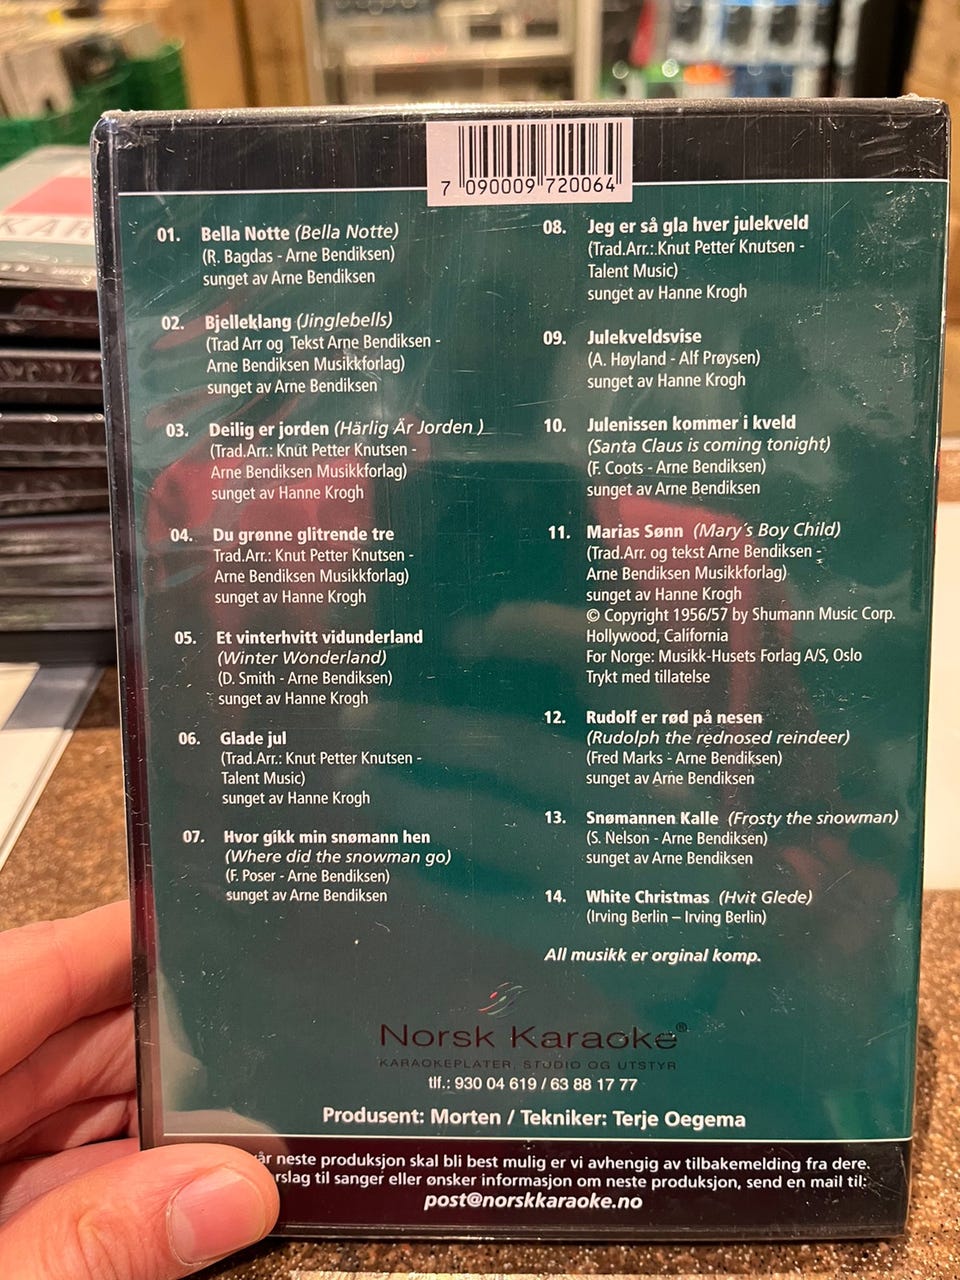 7 090009 720064
01. Bella Notte (Bella Notte)
(R. Bagdas - Arne Bendiksen)
sunget av Arne Bendiksen
02. Bjelleklang (Jinglebells)
(Trad Arr og Tekst Arne Bendiksen -
Arne Bendiksen Musikkforlag)
sunget av Arne Bendiksen
03. Deilig er jorden (Härlig Är Jorden )
(Trad.Arr.: Knut Petter Knutsen -
Arne Bendiksen Musikkforlag)
sunget av Hanne Krogh
04. Du grønne glitrende tre
Trad.Arr.: Knut Petter Knutsen -
Arne Bendiksen Musikkforlag)
sunget av Hanne Krogh
05. Et vinterhvitt vidunderland
(Winter Wonderland)
(D. Smith - Arne Bendiksen)
sunget av Hanne Krogh
06. Glade jul
(Trad.Arr.: Knut Petter Knutsen -
Talent Music)
sunget av Hanne Krogh
07. Hvor gikk min snømann hen
(Where did the snowman go)
(F. Poser - Arne Bendiksen)
sunget av Arne Bendiksen
08. Jeg er så gla hver julekveld
(Trad.Arr.: Knut Petter Knutsen -
Talent Music)
sunget av Hanne Krogh
09. Julekveldsvise
(A. Høyland - Alf Prøysen)
sunget av Hanne Krogh
10. Julenissen kommer i kveld
(Santa Claus is coming tonight)
(F. Coots - Arne Bendiksen)
sunget av Arne Bendiksen
11. Marias Sønn (Mary´s Boy Child)
(Trad.Arr. og tekst Arne Bendiksen -
Arne Bendiksen Musikkforlag)
sunget av Hanne Krogh
© Copyright 1956/57 by Shumann Music Corp.
Hollywood, California
For Norge: Musikk-Husets Forlag A/S, Oslo
Trykt med tillatelse
12. Rudolf er rød på nesen
(Rudolph the rednosed reindeer)
(Fred Marks - Arne Bendiksen)
sunget av Arne Bendiksen
13. Snømannen Kalle (Frosty the snowman)
(S. Nelson - Arne Bendiksen)
sunget av Arne Bendiksen
14. White Christmas (Hvit Glede)
(Irving Berlin – Irving Berlin)
All musikk er orginal komp.
Norsk Karaoke®
KARAOKEPLATER, STUDIO OG UTSTYR
tlf.: 930 04 619 / 63 88 17 77
Produsent: Morten / Tekniker: Terje Oegema
neste produksjon skal bli best mulig er vi avhengig av tilbakemelding fra dere.
til sanger eller ønsker informasjon om neste produksjon, send en mail til:
post@norskkaraoke.no